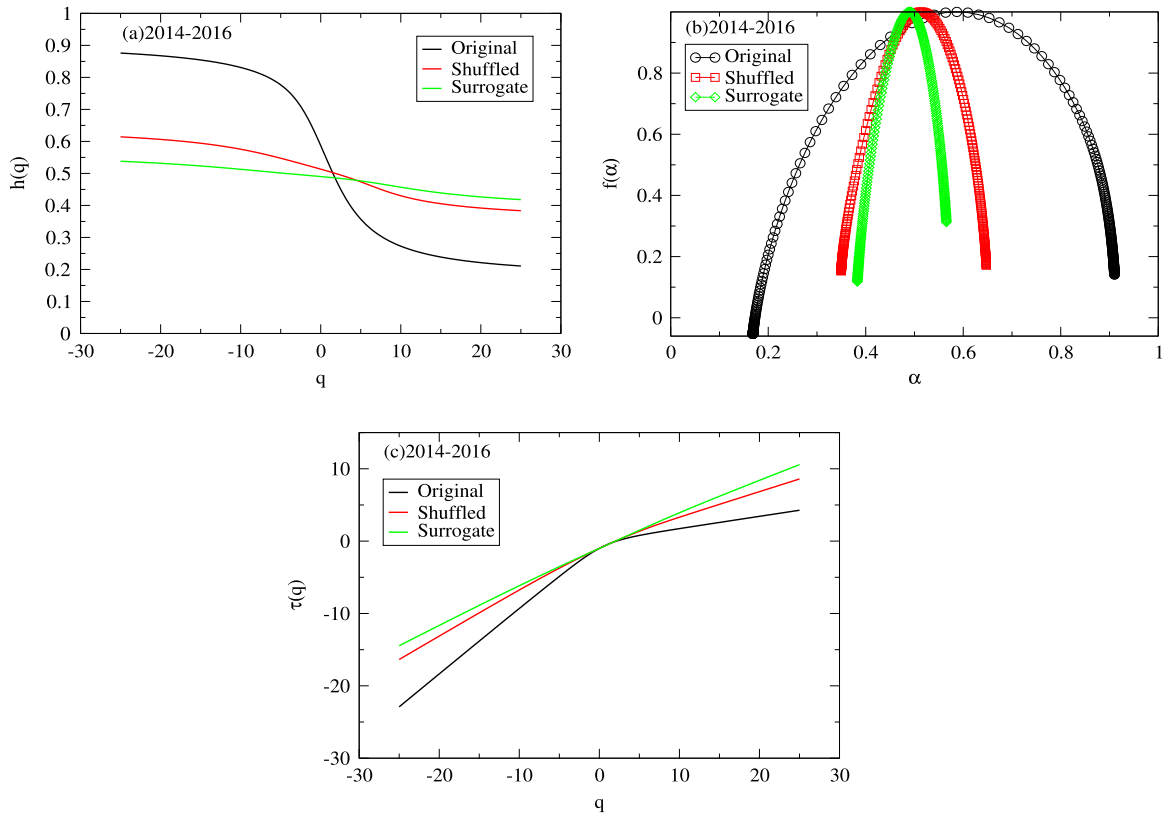 (a)2014-2016
Original
Shuffled
Surrogate
1
0.9
0.8
0.7
0.6
0.5
0.4
0.3
0.2
0.1
0
h(q)
-30 -20 -10 0 10 20 30
q
(b)2014-2016
Original
Shuffled
Surrogate
1.0
0.8
0.6
0.4
0.2
0
f(α)
0 0.2 0.4 0.6 0.8 1
α
(c)2014-2016
Original
Shuffled
Surrogate
10
0
-10
-20
-30
τ(q)
-30 -20 -10 0 10 20 30
q